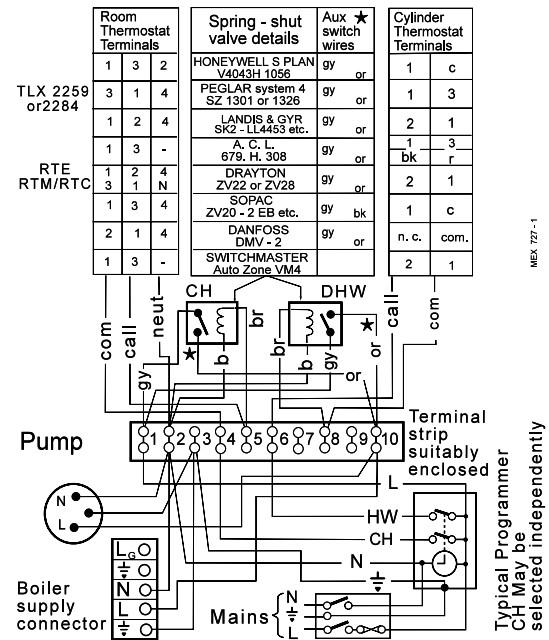 Room Thermostat Terminals
Spring - shut valve details
Aux ★ switch wires
Cylinder Thermostat Terminals
1 3 2
HONEYWELL S PLAN V4043H 1056
gy or
1 c
TLX 2259 or2284
3 1 4
PEGLAR system 4 SZ 1301 or 1326
gy or
1 3
1 2 4
LANDIS & GYR SK2 - LL4453 etc.
gy or
2 1
1 3 -
A. C. L. 679. H. 308
gy or
1 3
bk r
RTE RTM/RTC
1 2 4
3 1 N
DRAYTON ZV22 or ZV28
gy or
2 1
1 3 4
SOPAC ZV20 - 2 EB etc.
gy bk
1 c
2 1 4
DANFOSS DMV - 2
gy or
n. c. com.
1 3 -
SWITCHMASTER Auto Zone VM4
2 1
MEX 727 - 1
com
call
neut
CH
DHW
call
com
gy
★
b
br
br
b
gy
or
★
or
Pump
1 2 3 4 5 6 7 8 9 10
Terminal strip suitably enclosed
N
L
L
HW
CH
N
⏚
Typical Programmer
CH May be
selected independently
Boiler supply connector
LG
⏚
N
L
⏚
Mains
N
⏚
L